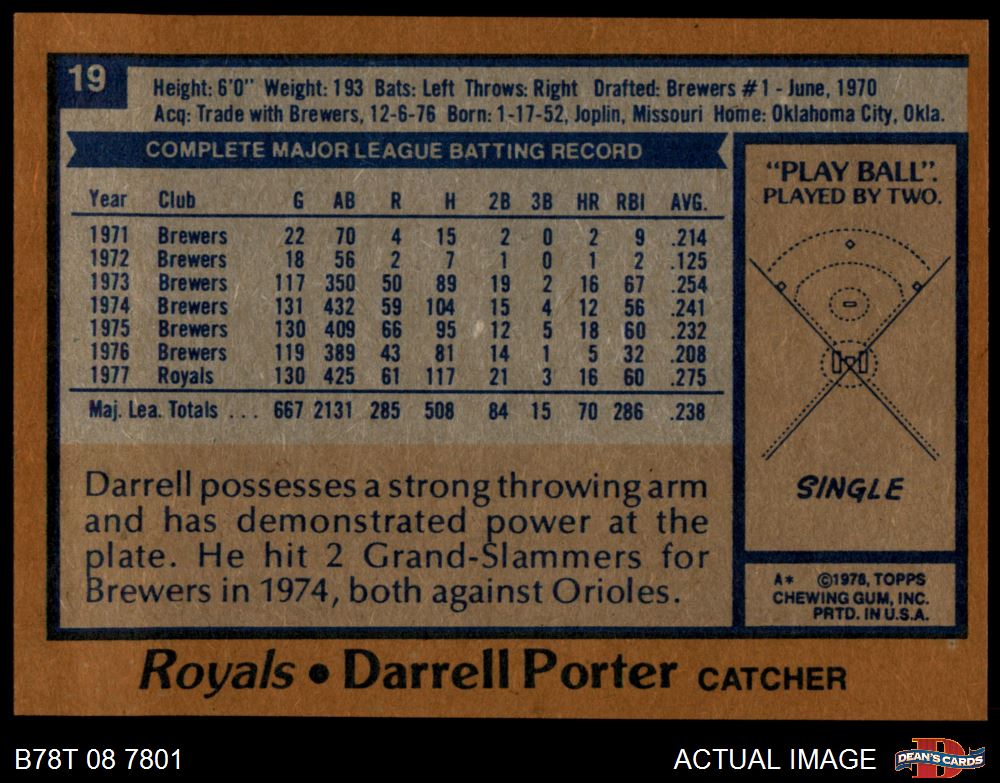 19
Height: 6'0" Weight: 193 Bats: Left Throws: Right Drafted: Brewers #1 - June, 1970
Acq: Trade with Brewers, 12-6-76 Born: 1-17-52, Joplin, Missouri Home: Oklahoma City, Okla.
COMPLETE MAJOR LEAGUE BATTING RECORD
Year Club G AB R H 2B 3B HR RBI AVG.
1971 Brewers 22 70 4 15 2 0 2 9 .214
1972 Brewers 18 56 2 7 1 0 1 2 .125
1973 Brewers 117 350 50 89 19 2 16 67 .254
1974 Brewers 131 432 59 104 15 4 12 56 .241
1975 Brewers 130 409 66 95 12 5 18 60 .232
1976 Brewers 119 389 43 81 14 1 5 32 .208
1977 Royals 130 425 61 117 21 3 16 60 .275
Maj. Lea. Totals . . . 667 2131 285 508 84 15 70 286 .238
Darrell possesses a strong throwing arm
and has demonstrated power at the
plate. He hit 2 Grand-Slammers for
Brewers in 1974, both against Orioles.
"PLAY BALL".
PLAYED BY TWO.
SINGLE
A* ©1978, TOPPS
CHEWING GUM, INC.
PRTD. IN U.S.A.
Royals • Darrell Porter CATCHER
B78T 08 7801
ACTUAL IMAGE
D
DEAN'S CARDS